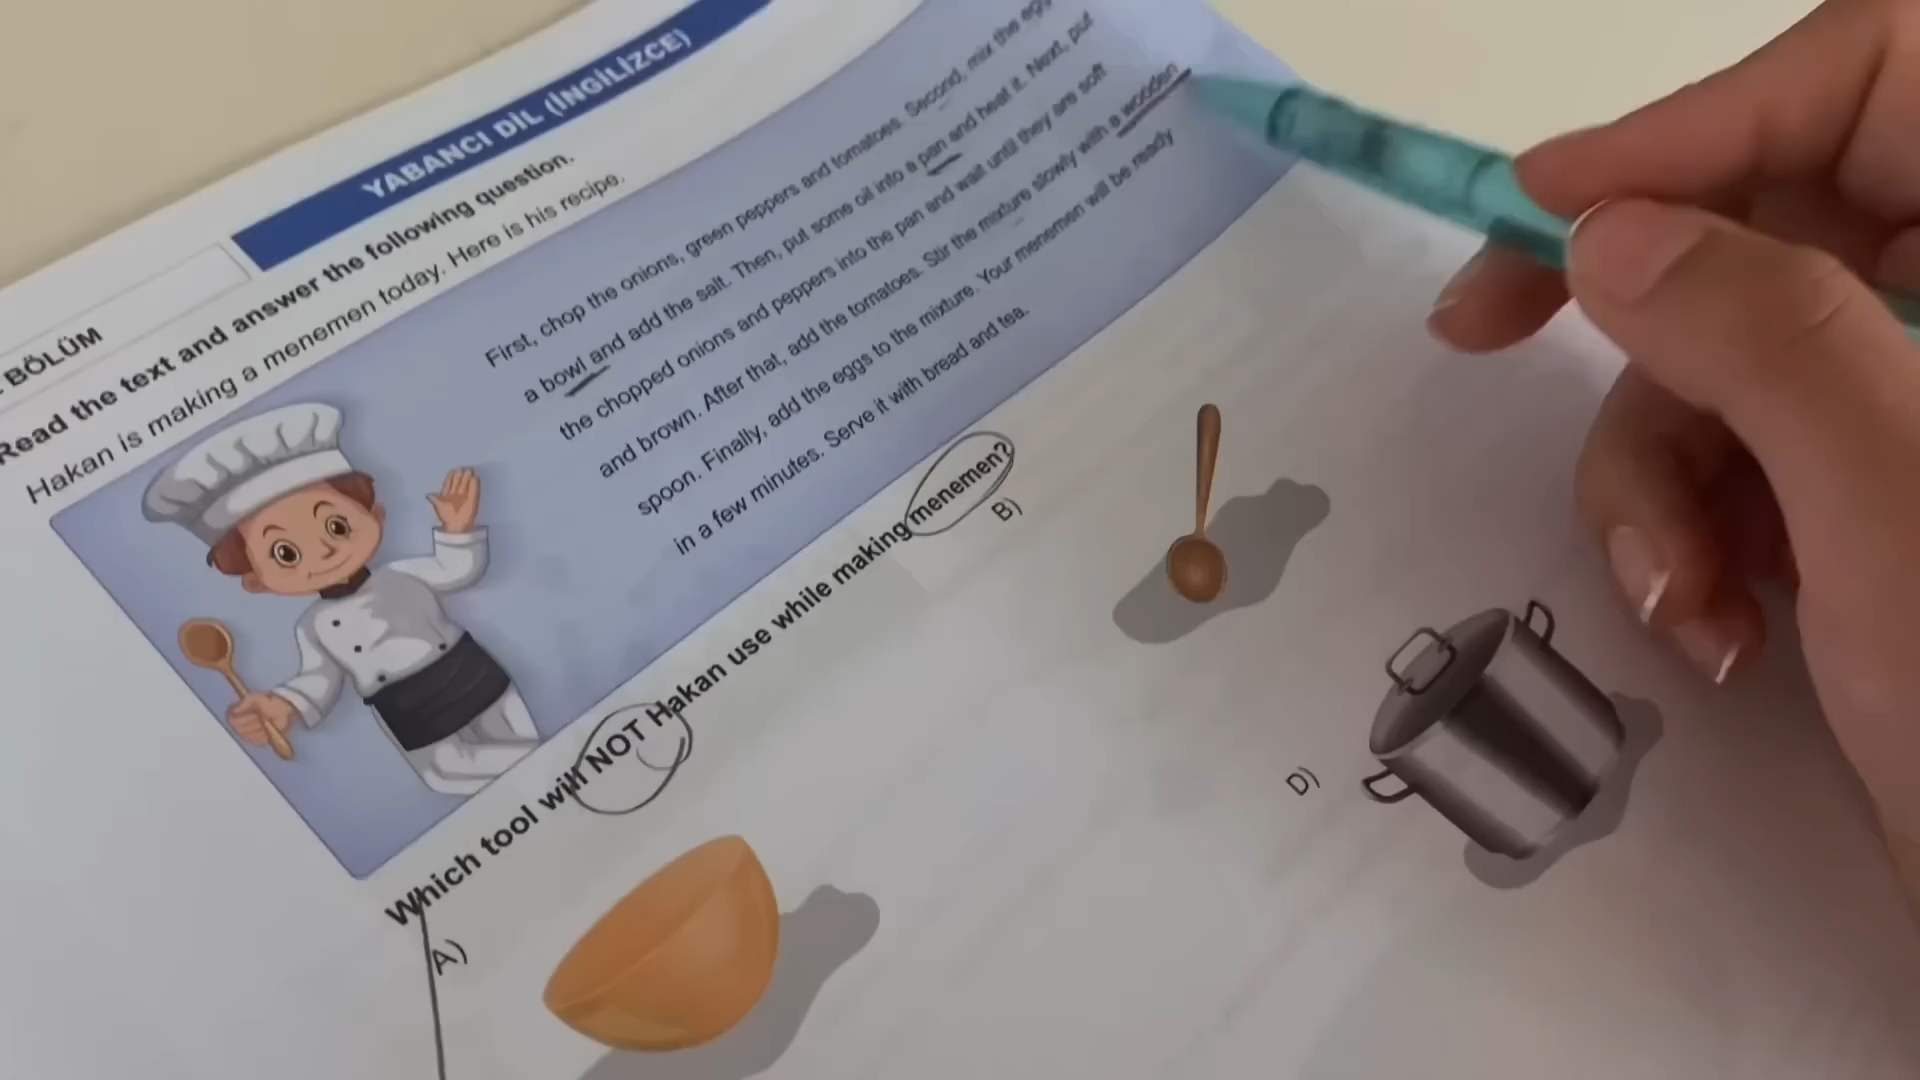 YABANCI DİL (İNGİLİZCE)
BÖLÜM
Read the text and answer the following question.
Hakan is making a menemen today. Here is his recipe.
First, chop the onions, green peppers and tomatoes. Second, mix the
a bowl and add the salt. Then, put some oil into a pan and heat it. Next, put
the chopped onions and peppers into the pan and wait until they are soft
and brown. After that, add the tomatoes. Stir the mixture slowly with a wooden
spoon. Finally, add the eggs to the mixture. Your menemen will be ready
in a few minutes. Serve it with bread and tea.
Which tool will NOT Hakan use while making menemen?
A)
B)
D)